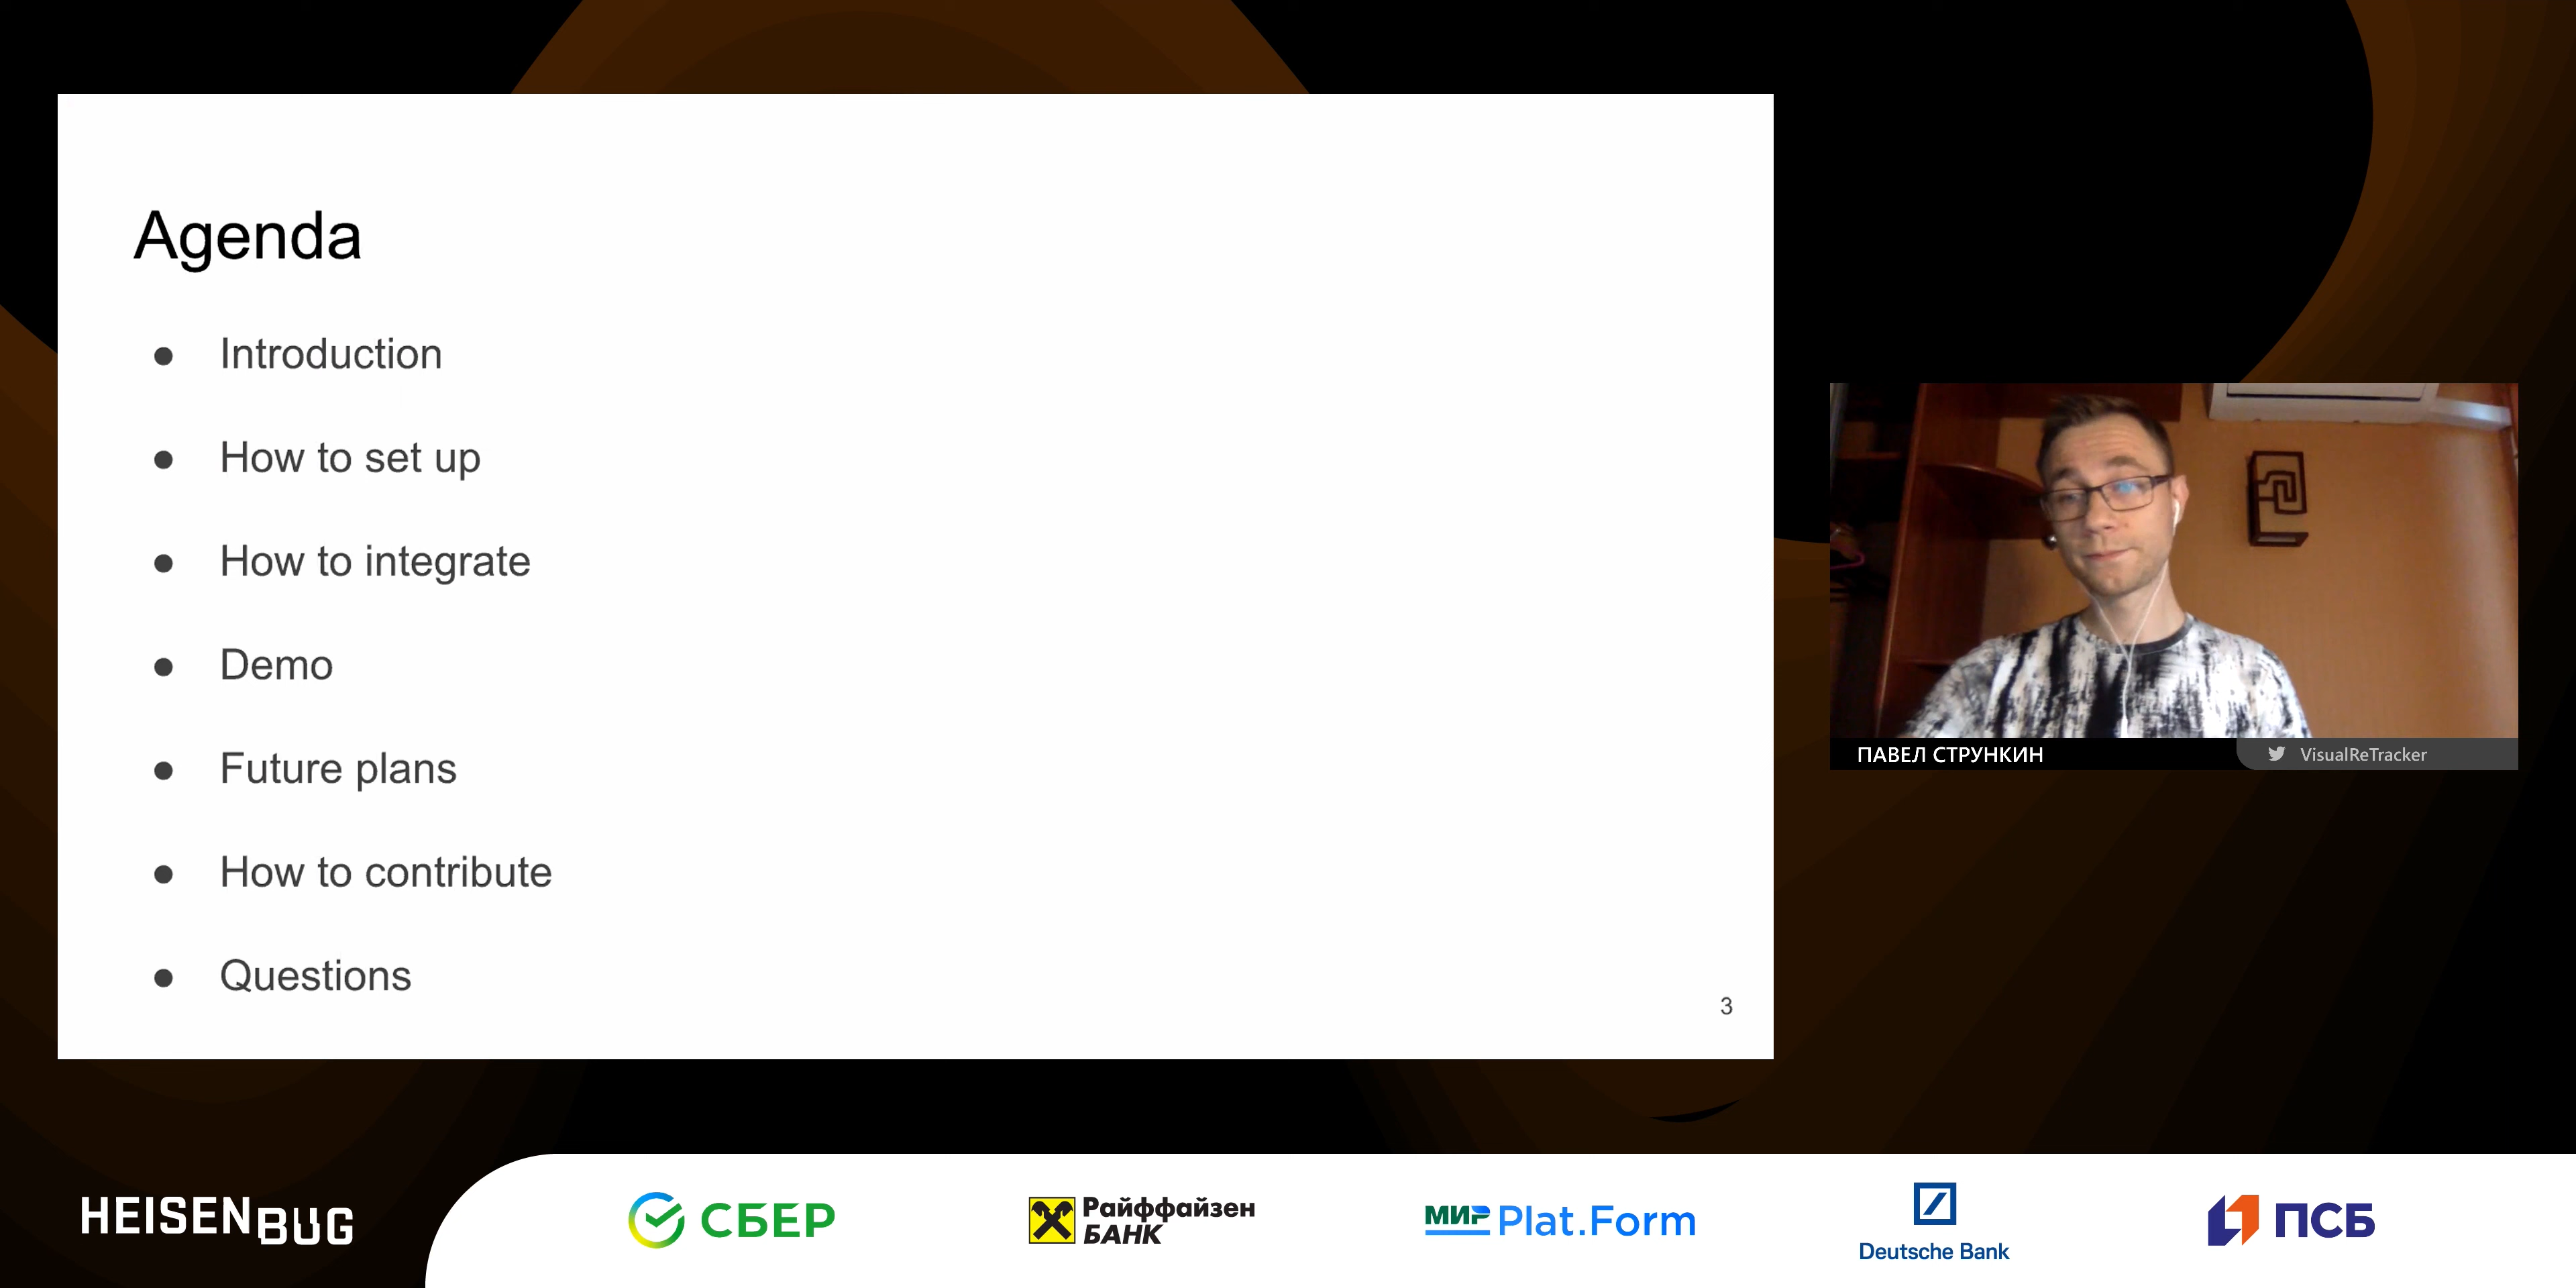 Agenda
● Introduction
● How to set up
● How to integrate
● Demo
● Future plans
● How to contribute
● Questions
3
ПАВЕЛ СТРУНКИН
VisualReTracker
HEISENBUG
СБЕР
Райффайзен
БАНК
МИР Plat.Form
Deutsche Bank
ПСБ